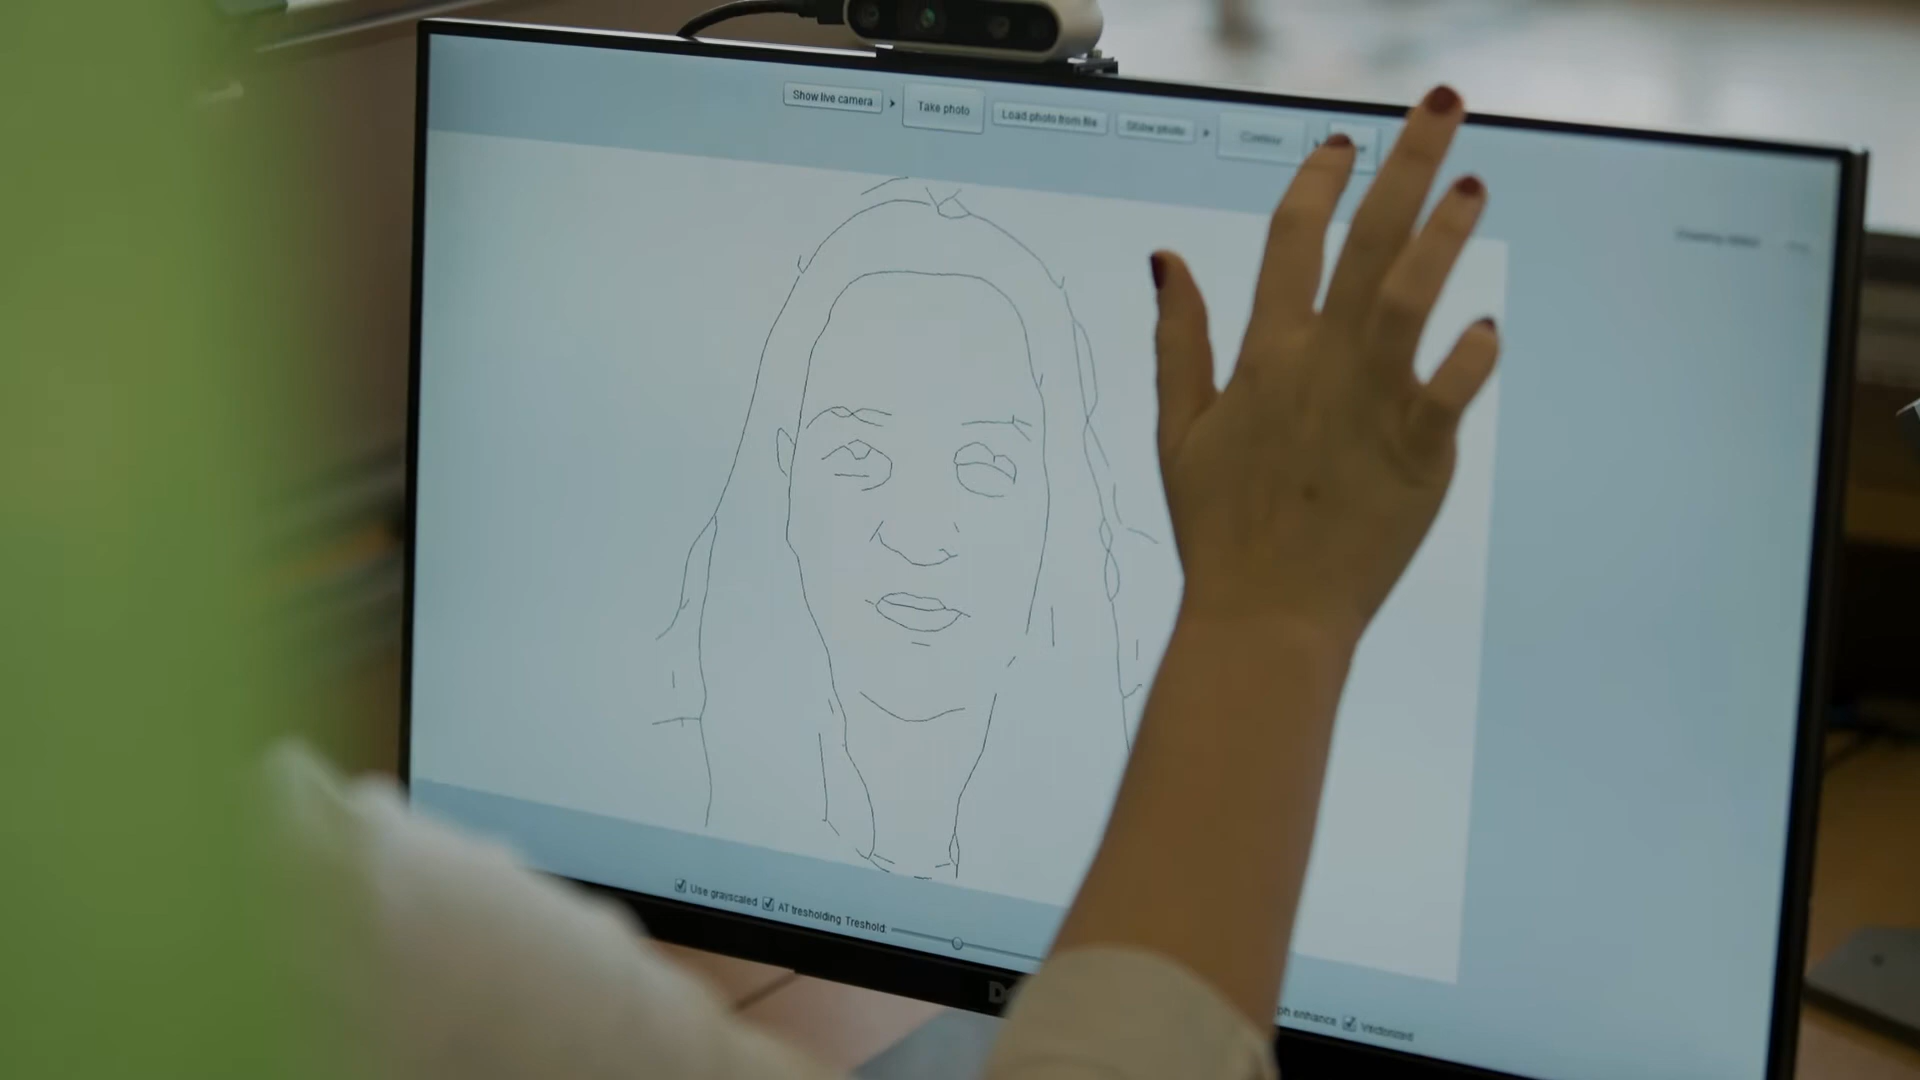 Show live camera
Take photo
Load photo from file
Show photo
Contour
Use grayscaled
AT tresholding Treshold:
enhance
Vectorized